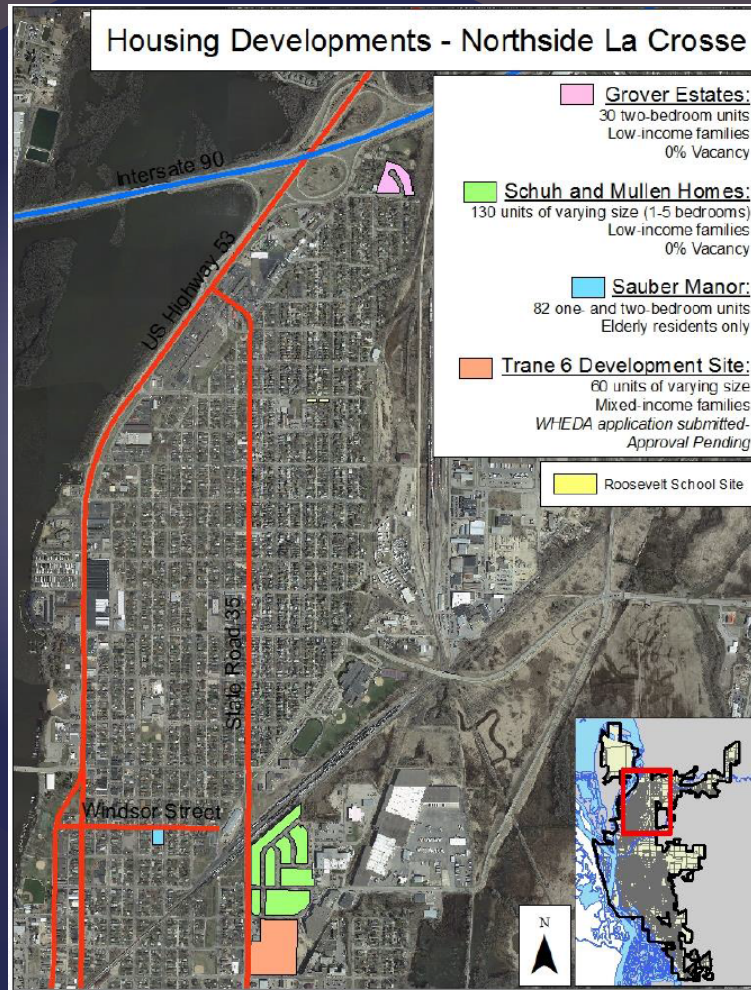 Housing Developments - Northside La Crosse
Grover Estates:
30 two-bedroom units
Low-income families
0% Vacancy
Schuh and Mullen Homes:
130 units of varying size (1-5 bedrooms)
Low-income families
0% Vacancy
Sauber Manor:
82 one- and two-bedroom units
Elderly residents only
Trane 6 Development Site:
60 units of varying size
Mixed-income families
WHEDA application submitted-
Approval Pending
Roosevelt School Site
Intersate 90
US Highway 53
State Road 35
Windsor Street
N